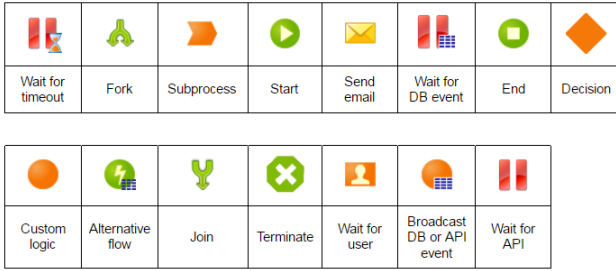 Wait for
timeout
Fork
Subprocess
Start
Send
email
Wait for
DB event
End
Decision
Custom
logic
Alternative
flow
Join
Terminate
Wait for
user
Broadcast
DB or API
event
Wait for
API